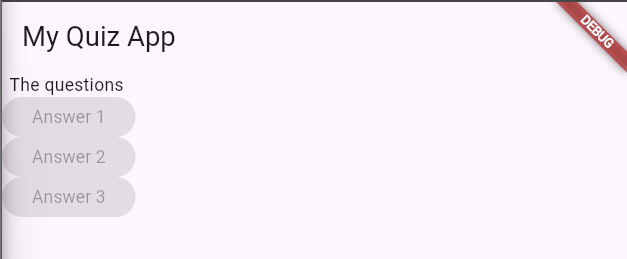 My Quiz App
DEBUG
The questions
Answer 1
Answer 2
Answer 3